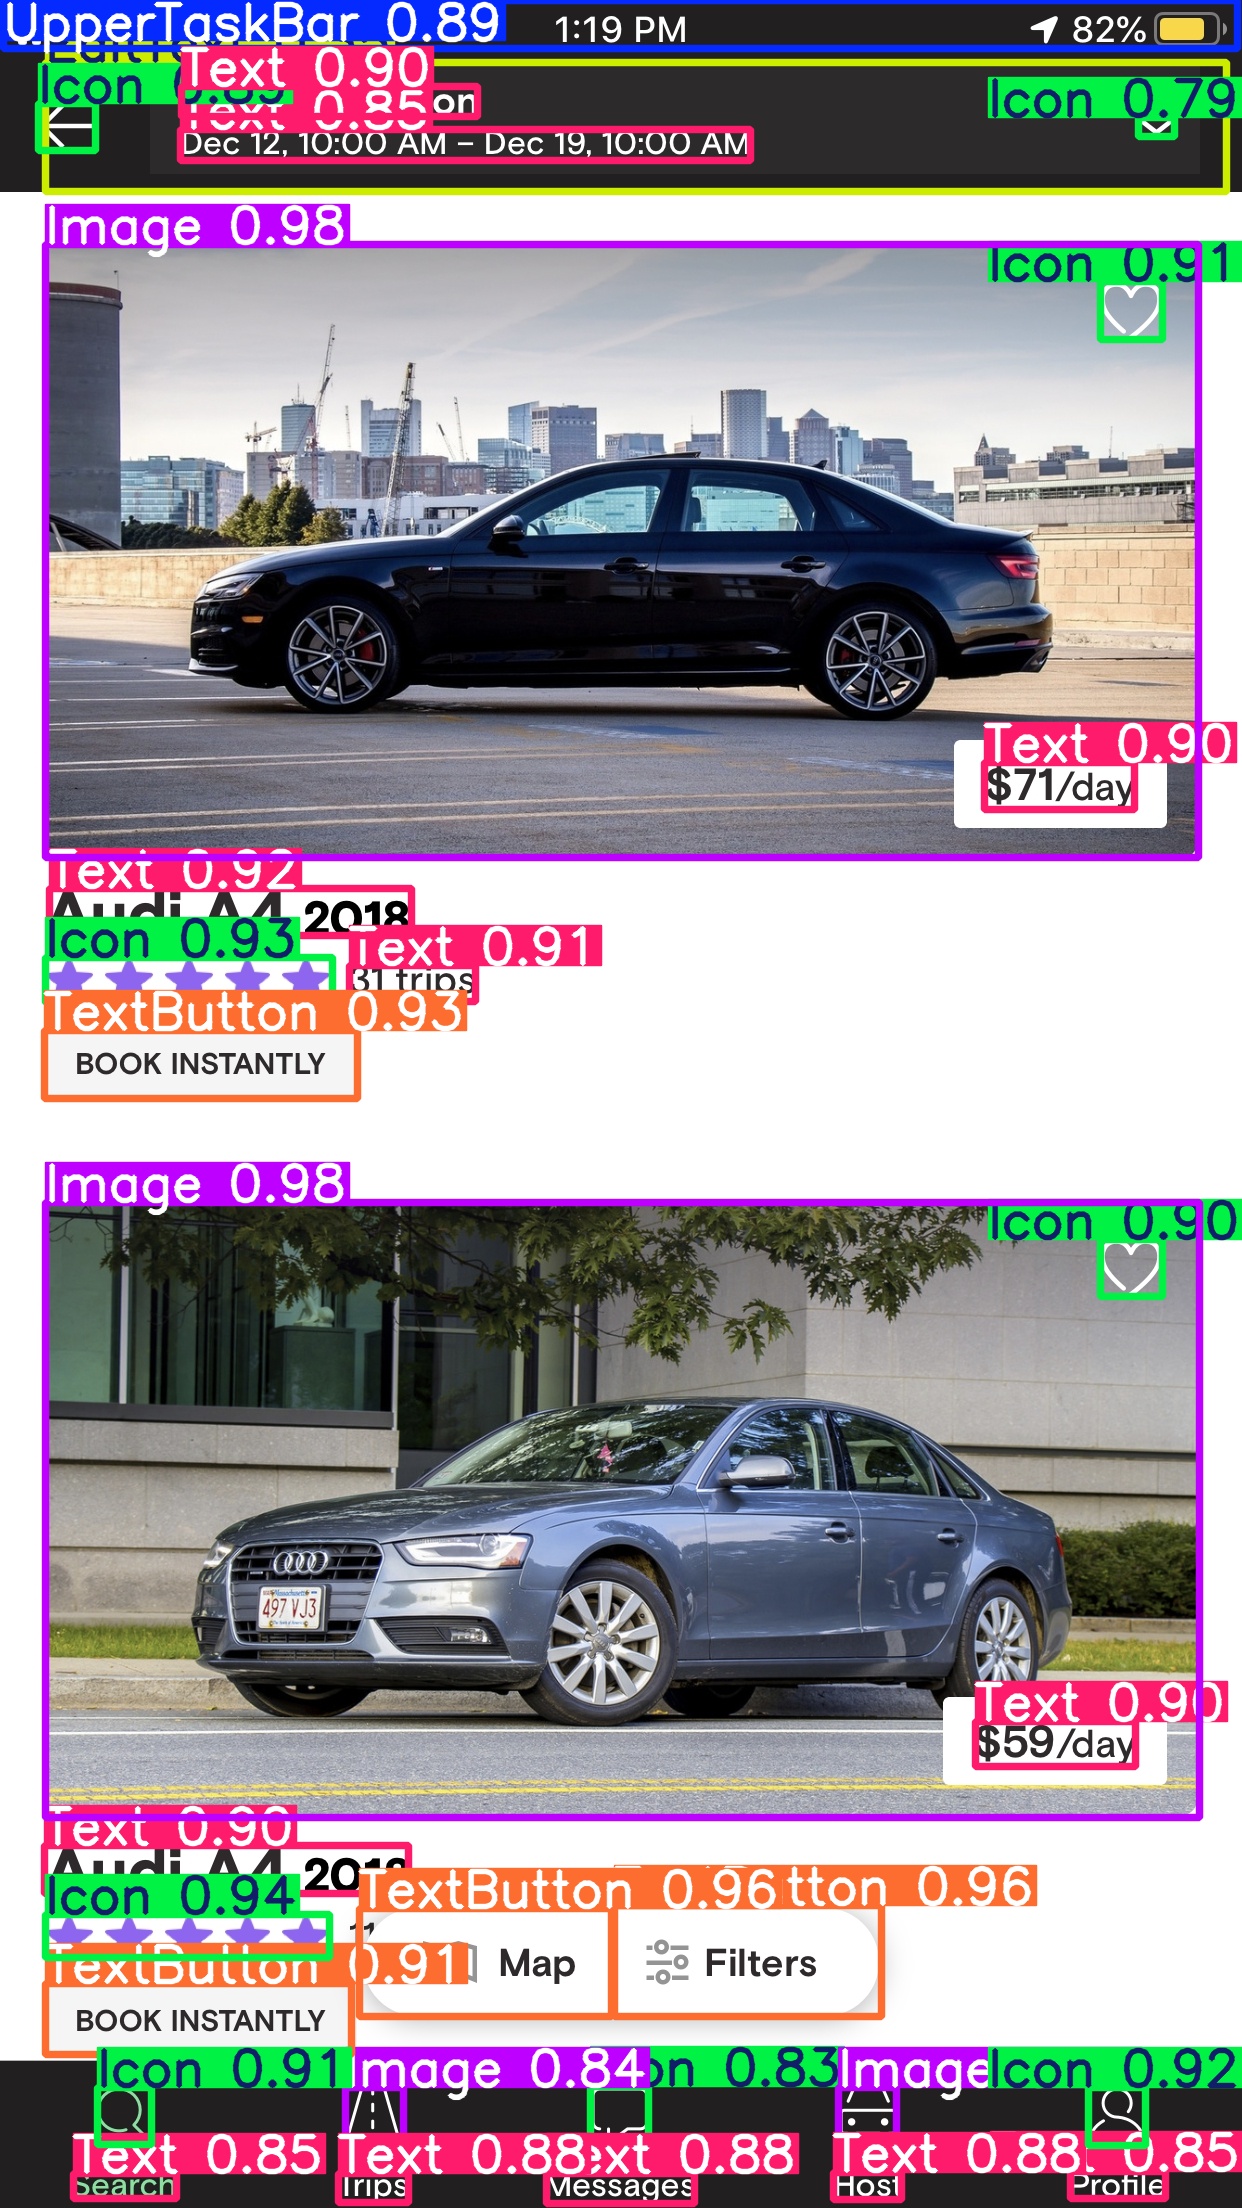 UpperTaskBar 0.89
1:19 PM
82%
Text 0.90
Icon 0.89
Icon 0.79
Text 0.85
on
Dec 12, 10:00 AM – Dec 19, 10:00 AM
Image 0.98
Icon 0.91
Text 0.90
$71/day
Text 0.92
Audi A4 2018
Icon 0.93
Text 0.91
31 trips
TextButton 0.93
BOOK INSTANTLY
Image 0.98
Icon 0.90
497 VJ3
Text 0.90
$59/day
Text 0.90
Audi A4
Icon 0.94
TextButton 0.96
tton 0.96
TextButton 0.91
Map
Filters
BOOK INSTANTLY
Icon 0.91
Image 0.84
on 0.83
Image
Icon 0.92
Text 0.85
Text 0.88
ext 0.88
Text 0.88
0.85
Search
Trips
Messages
Host
Profile